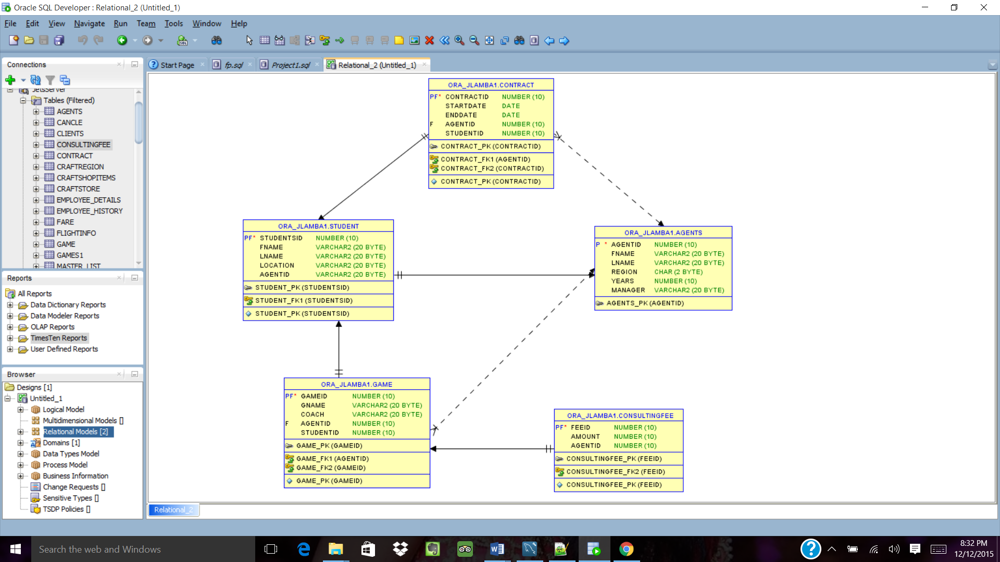 Oracle SQL Developer : Relational_2 (Untitled_1)
File Edit View Navigate Run Team Tools Window Help
SQL
Connections
Start Page
fp.sql
Project1.sql
Relational_2 (Untitled_1)
JetsServer
Tables (Filtered)
AGENTS
CANCLE
CLIENTS
CONSULTINGFEE
CONTRACT
CRAFTREGION
CRAFTSHOPITEMS
CRAFTSTORE
EMPLOYEE_DETAILS
EMPLOYEE_HISTORY
FARE
FLIGHTINFO
GAME
GAMES1
MASTER_LIST
Reports
All Reports
Data Dictionary Reports
Data Modeler Reports
OLAP Reports
TimesTen Reports
User Defined Reports
Browser
Designs [1]
Untitled_1
Logical Model
Multidimensional Models []
Relational Models [2]
Domains [1]
Data Types Model
Process Model
Business Information
Change Requests []
Sensitive Types []
TSDP Policies []
ORA_JLAMBA1.CONTRACT
PF* CONTRACTID NUMBER (10)
STARTDATE DATE
ENDDATE DATE
F AGENTID NUMBER (10)
STUDENTID NUMBER (10)
CONTRACT_PK (CONTRACTID)
CONTRACT_FK1 (AGENTID)
CONTRACT_FK2 (CONTRACTID)
CONTRACT_PK (CONTRACTID)
ORA_JLAMBA1.STUDENT
PF* STUDENTSID NUMBER (10)
FNAME VARCHAR2 (20 BYTE)
LNAME VARCHAR2 (20 BYTE)
LOCATION VARCHAR2 (20 BYTE)
AGENTID VARCHAR2 (20 BYTE)
STUDENT_PK (STUDENTSID)
STUDENT_FK1 (STUDENTSID)
STUDENT_PK (STUDENTSID)
ORA_JLAMBA1.AGENTS
P * AGENTID NUMBER (10)
FNAME VARCHAR2 (20 BYTE)
LNAME VARCHAR2 (20 BYTE)
REGION CHAR (2 BYTE)
YEARS NUMBER (10)
MANAGER VARCHAR2 (20 BYTE)
AGENTS_PK (AGENTID)
ORA_JLAMBA1.GAME
PF* GAMEID NUMBER (10)
GNAME VARCHAR2 (20 BYTE)
COACH VARCHAR2 (20 BYTE)
F AGENTID NUMBER (10)
STUDENTID NUMBER (10)
GAME_PK (GAMEID)
GAME_FK1 (AGENTID)
GAME_FK2 (GAMEID)
GAME_PK (GAMEID)
ORA_JLAMBA1.CONSULTINGFEE
PF* FEEID NUMBER (10)
AMOUNT NUMBER (10)
AGENTID NUMBER (10)
CONSULTINGFEE_PK (FEEID)
CONSULTINGFEE_FK2 (FEEID)
CONSULTINGFEE_PK (FEEID)
Relational_2
Search the web and Windows
8:32 PM
12/12/2015